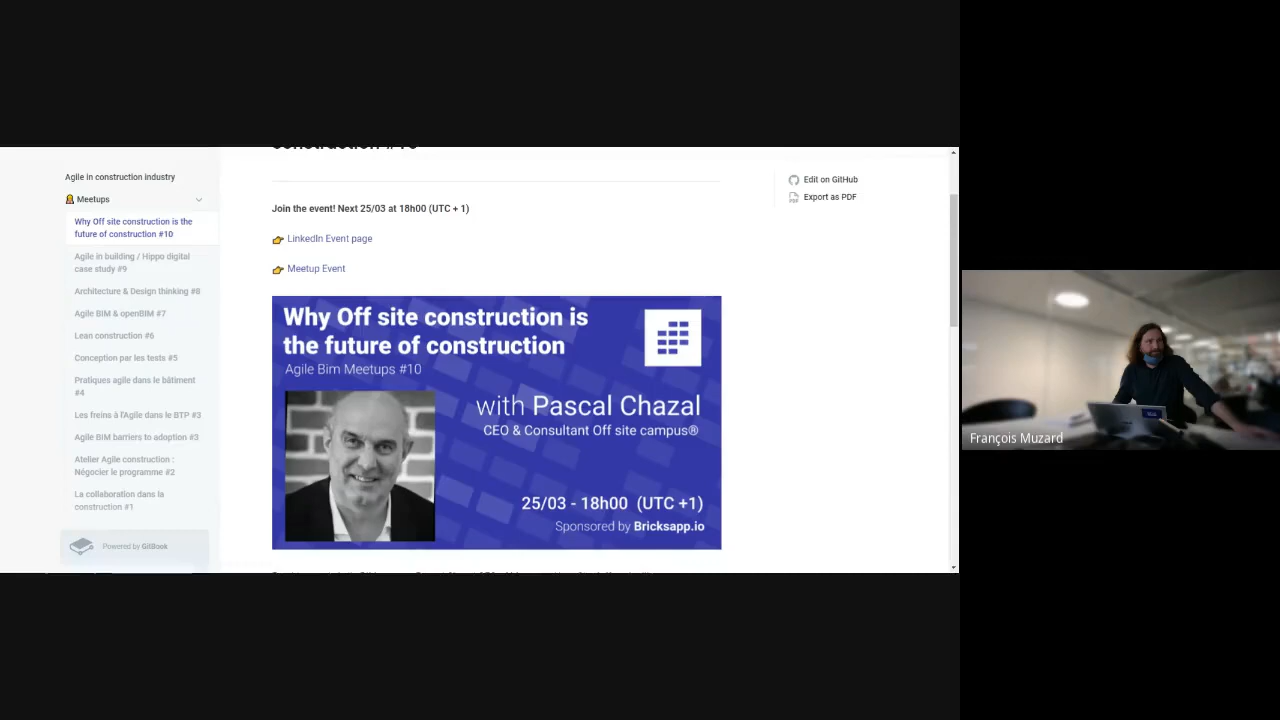 construction #10
Agile in construction industry
Meetups
Why Off site construction is the
future of construction #10
Agile in building / Hippo digital
case study #9
Architecture & Design thinking #8
Agile BIM & openBIM #7
Lean construction #6
Conception par les tests #5
Pratiques agile dans le bâtiment
#4
Les freins à l'Agile dans le BTP #3
Agile BIM barriers to adoption #3
Atelier Agile construction :
Négocier le programme #2
La collaboration dans la
construction #1
Powered by GitBook
Join the event! Next 25/03 at 18h00 (UTC + 1)
LinkedIn Event page
Meetup Event
Why Off site construction is
the future of construction
Agile Bim Meetups #10
with Pascal Chazal
CEO & Consultant Off site campus®
25/03 - 18h00 (UTC +1)
Sponsored by Bricksapp.io
Edit on GitHub
Export as PDF
François Muzard